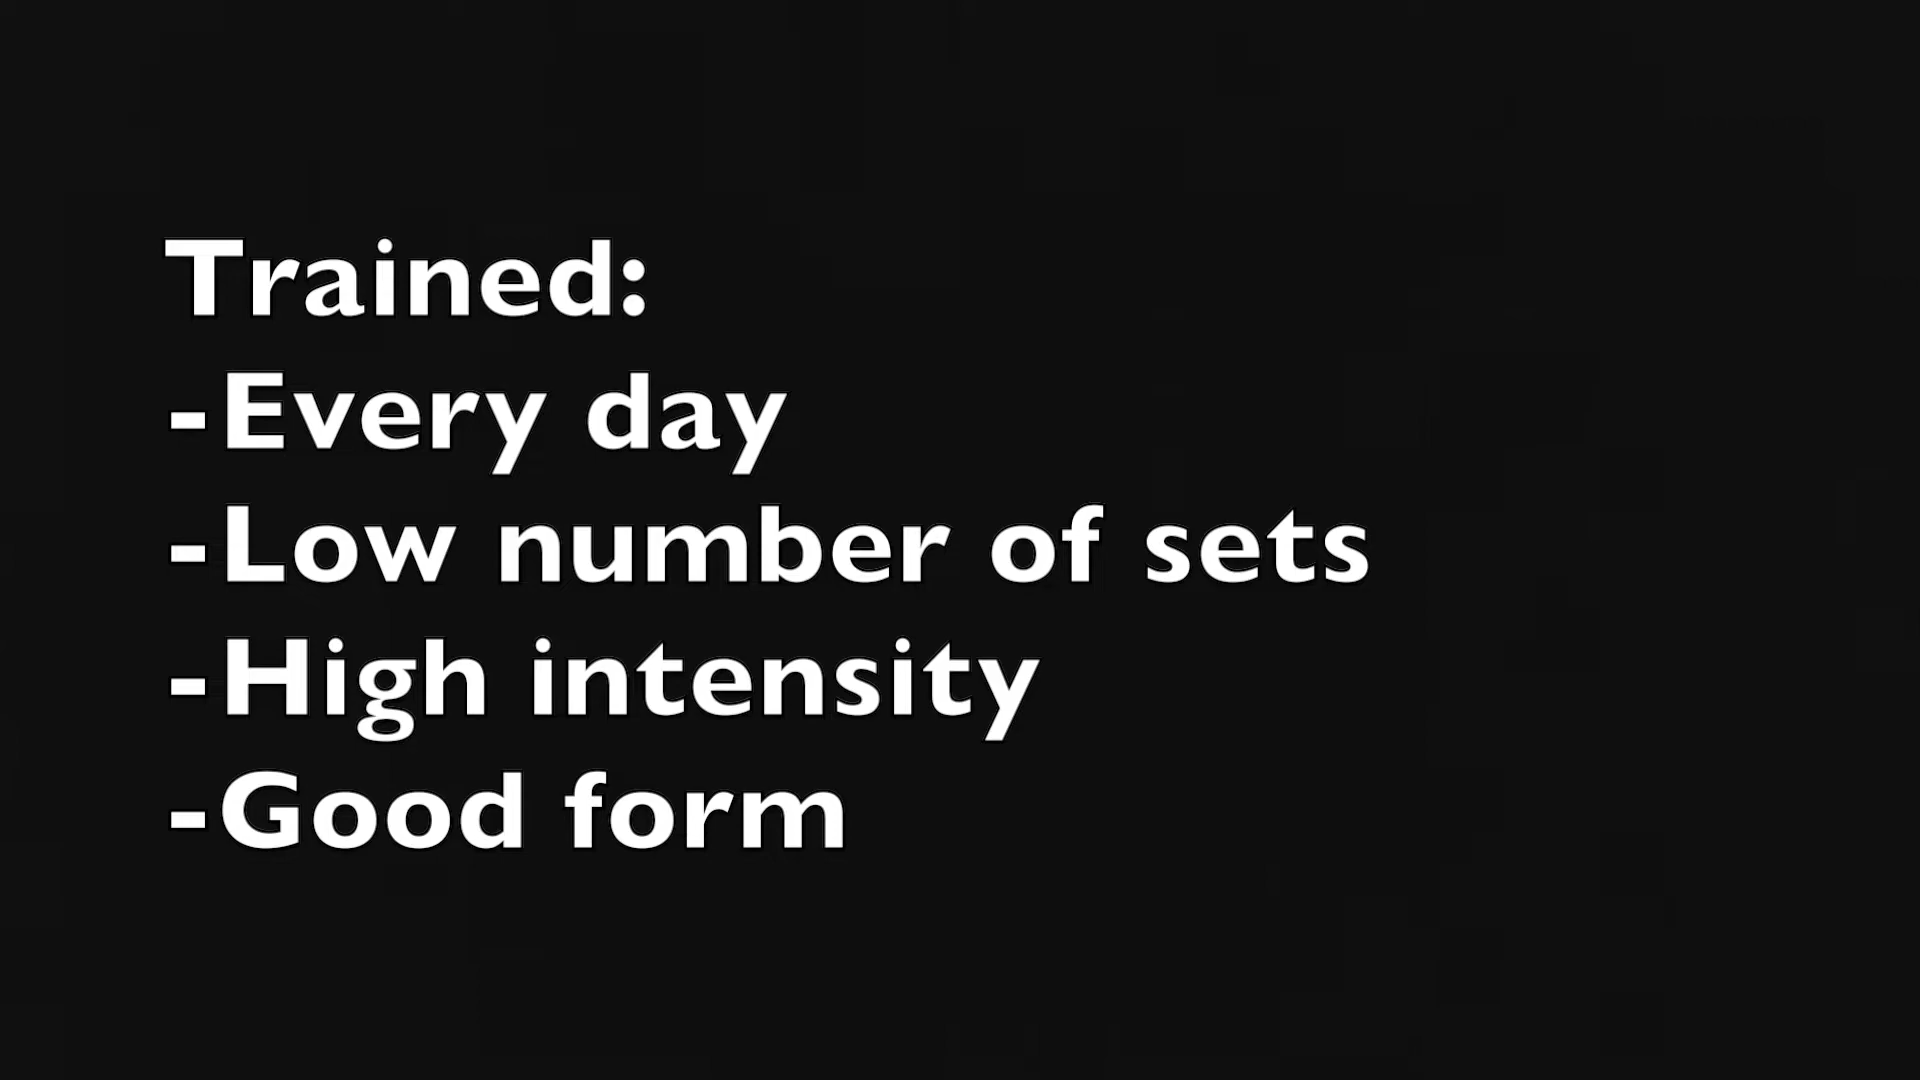 Trained:
-Every day
-Low number of sets
-High intensity
-Good form